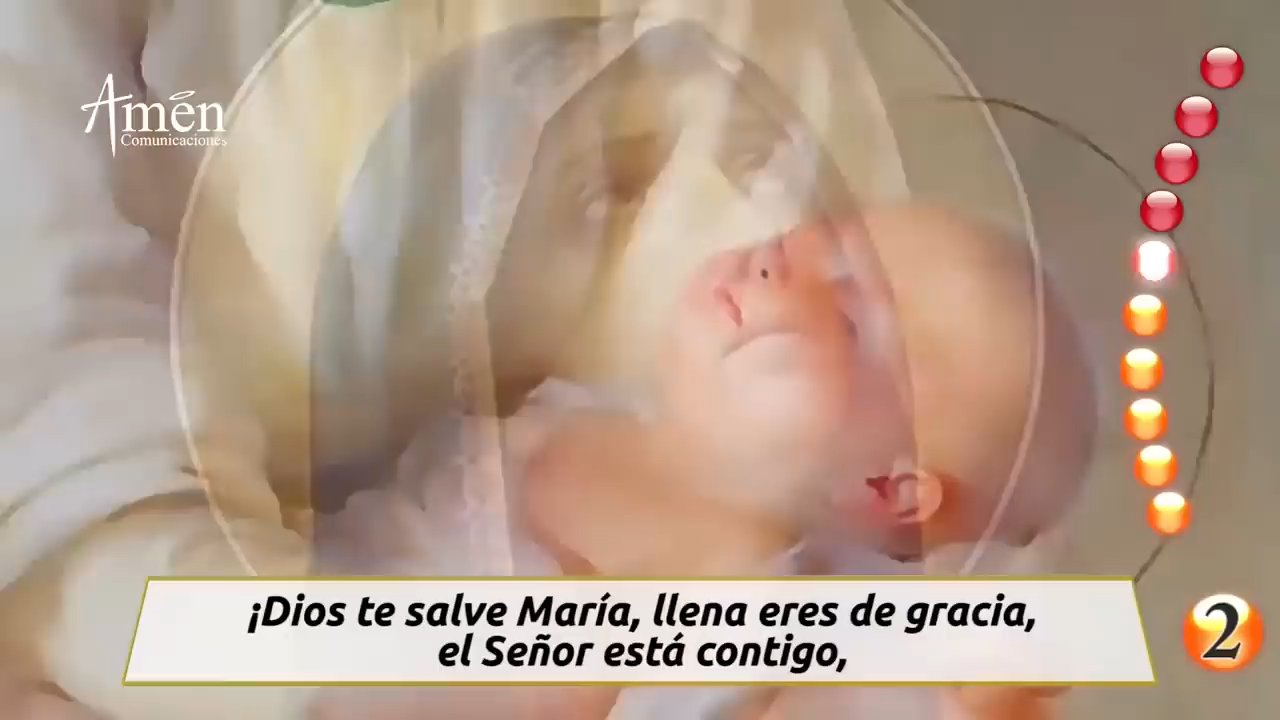 Amén
Comunicaciones
¡Dios te salve María, llena eres de gracia,
el Señor está contigo,
2